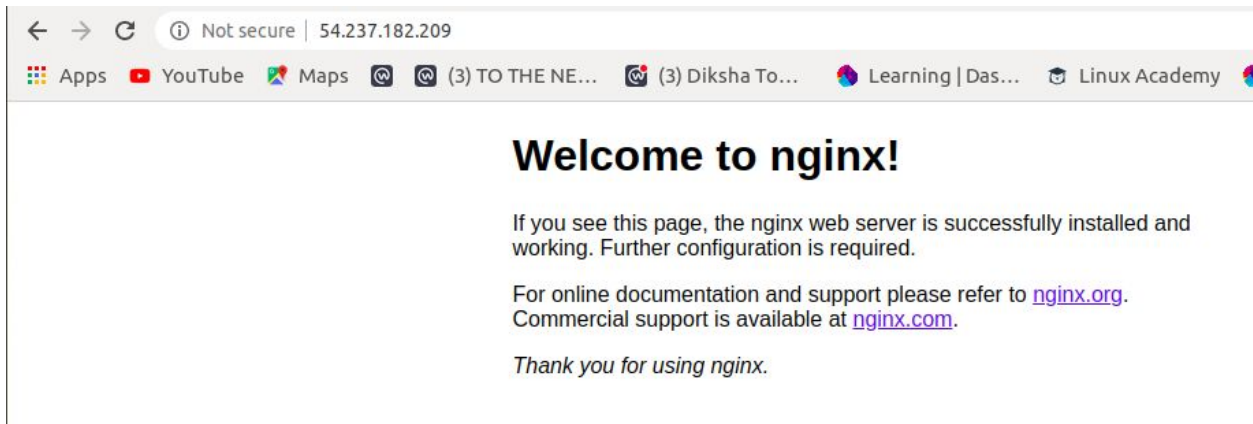 Not secure | 54.237.182.209
Apps YouTube Maps (3) TO THE NE... (3) Diksha To... Learning | Das... Linux Academy
Welcome to nginx!
If you see this page, the nginx web server is successfully installed and
working. Further configuration is required.
For online documentation and support please refer to nginx.org.
Commercial support is available at nginx.com.
Thank you for using nginx.